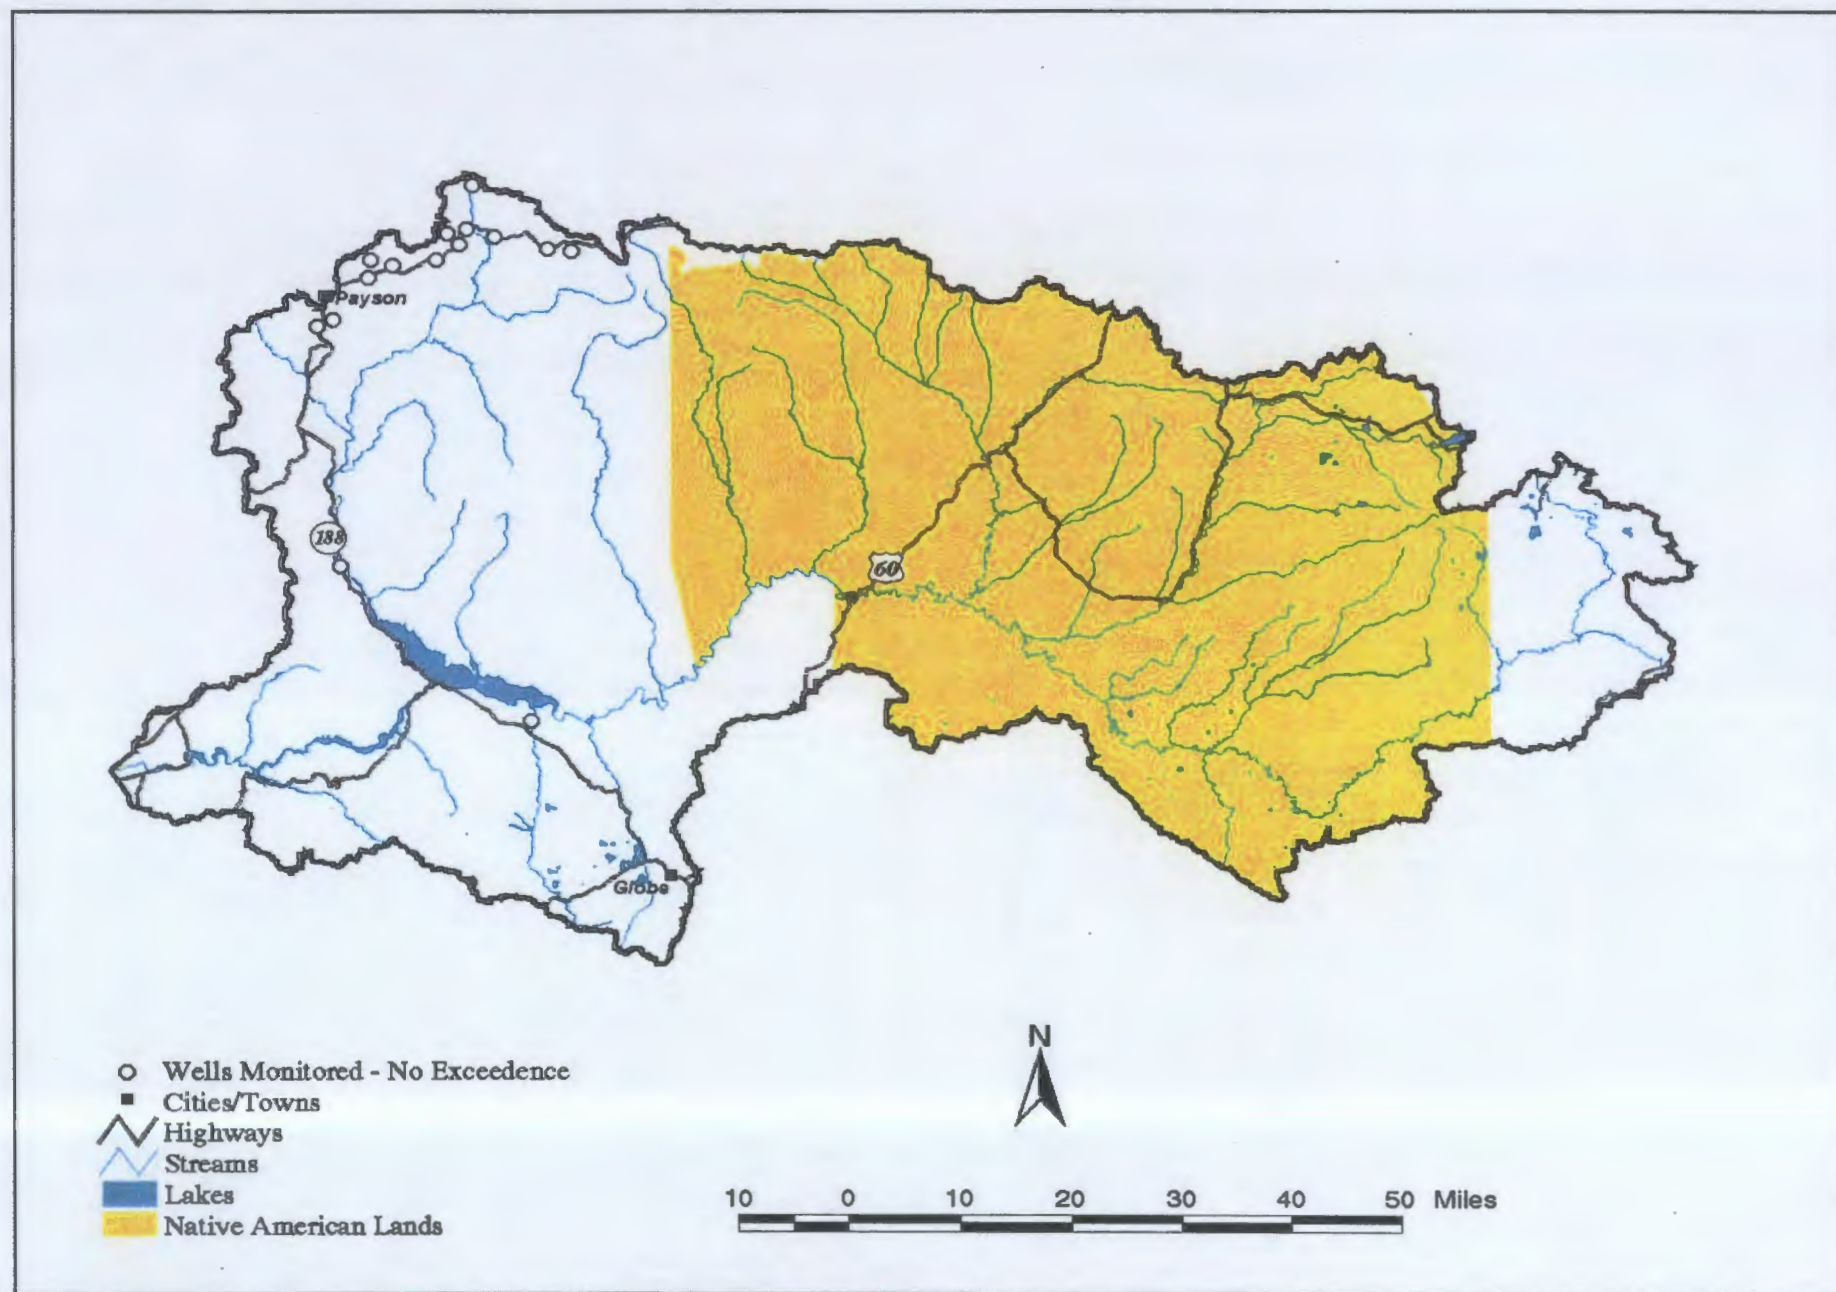 Payson
188
60
Globe
N
Wells Monitored - No Exceedence
Cities/Towns
Highways
Streams
Lakes
Native American Lands
10 0 10 20 30 40 50 Miles